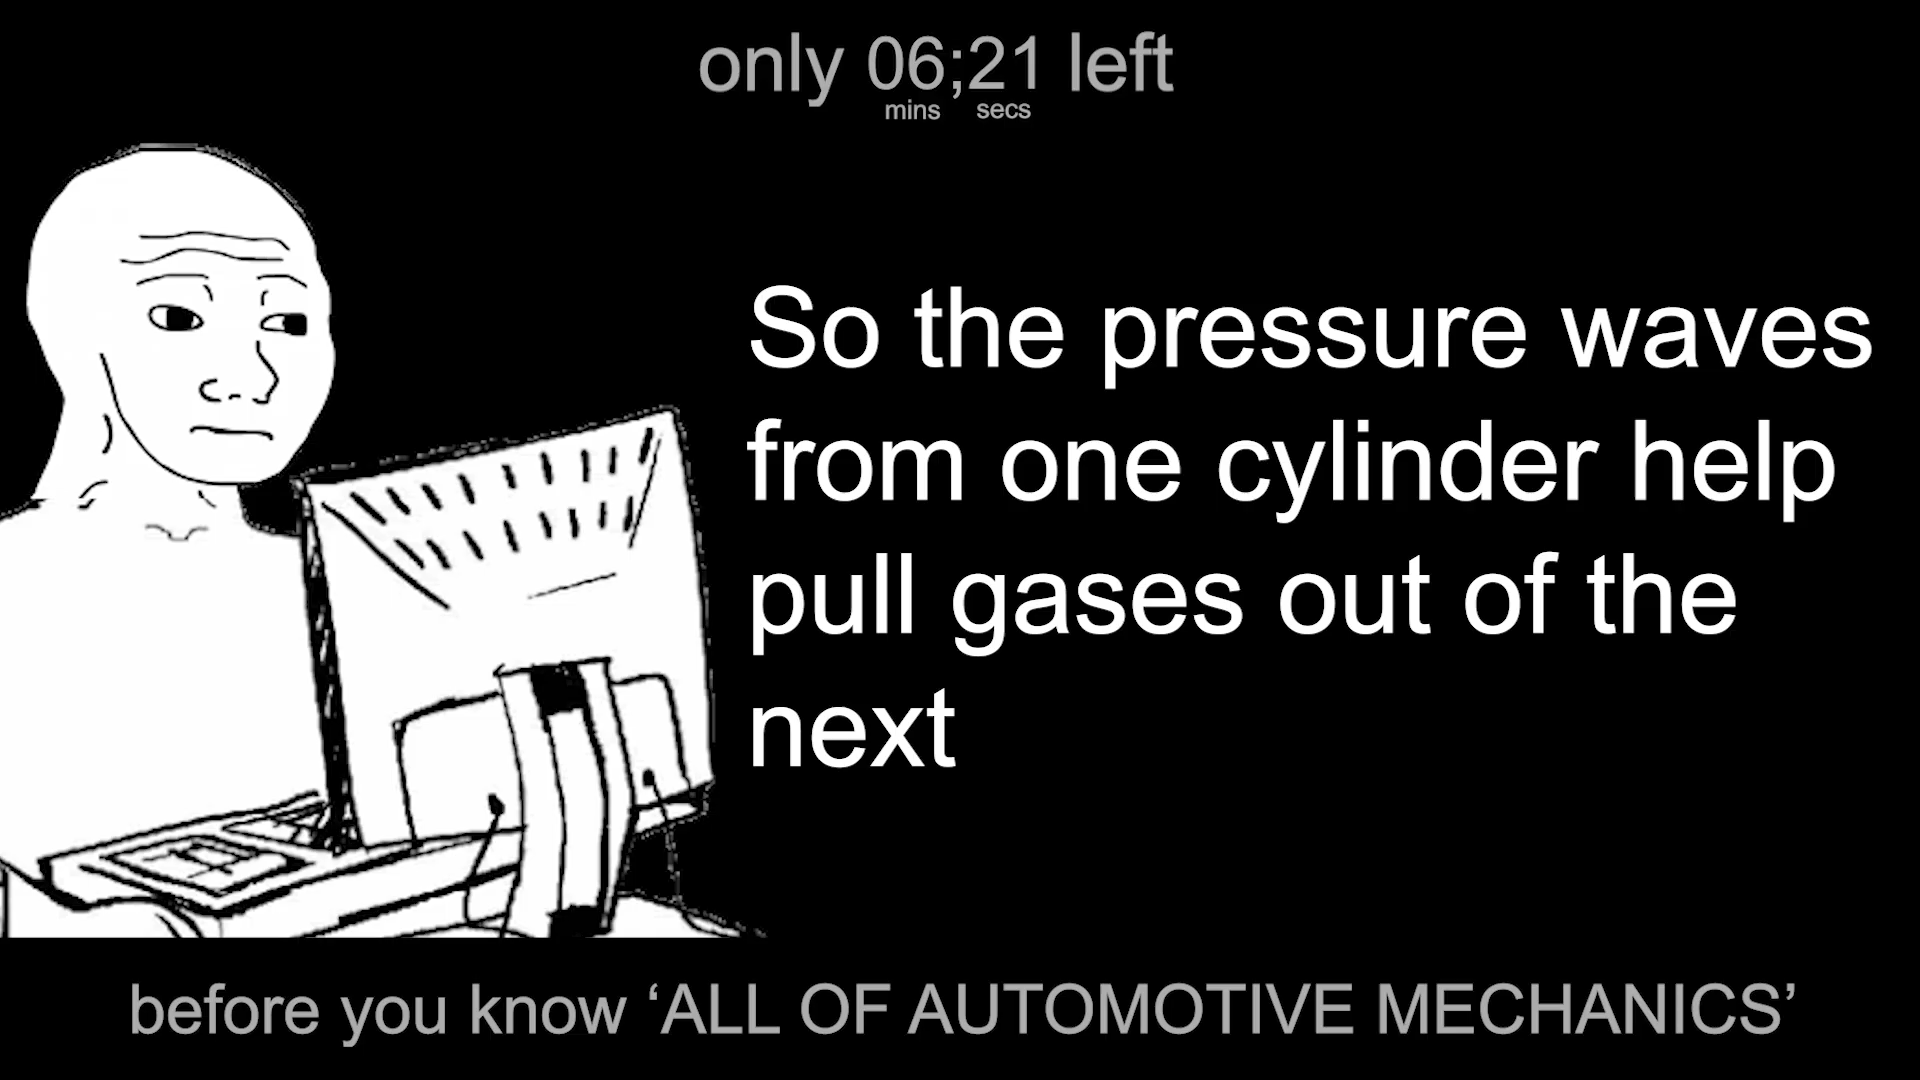 only 06;21 left
mins secs
So the pressure waves
from one cylinder help
pull gases out of the
next
before you know ‘ALL OF AUTOMOTIVE MECHANICS’